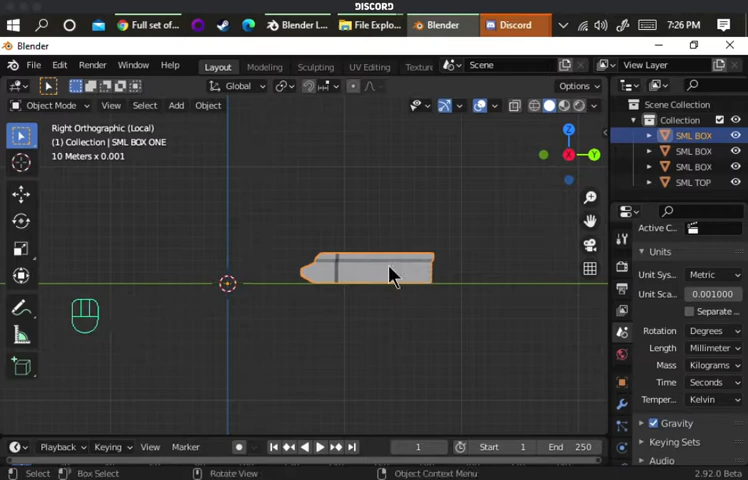 DISCORD
Full set of...
Blender L...
File Explo...
Blender
Discord
7:26 PM
Blender
File Edit Render Window Help Layout Modeling Sculpting UV Editing Textur Scene View Layer
Global Options
Object Mode View Select Add Object
Right Orthographic (Local)
(1) Collection | SML BOX ONE
10 Meters x 0.001
Z
Y
X
Scene Collection
Collection
SML BOX
SML BOX
SML BOX
SML TOP
Active C...
Units
Unit Sys... Metric
Unit Sca... 0.001000
Separate ..
Rotation Degrees
Length Millimeter
Mass Kilograms
Time Seconds
Temper.. Kelvin
Gravity
Keying Sets
Audio
Playback Keying View Marker 1 Start 1 End 250
Select Box Select Rotate View Object Context Menu 2.92.0 Beta